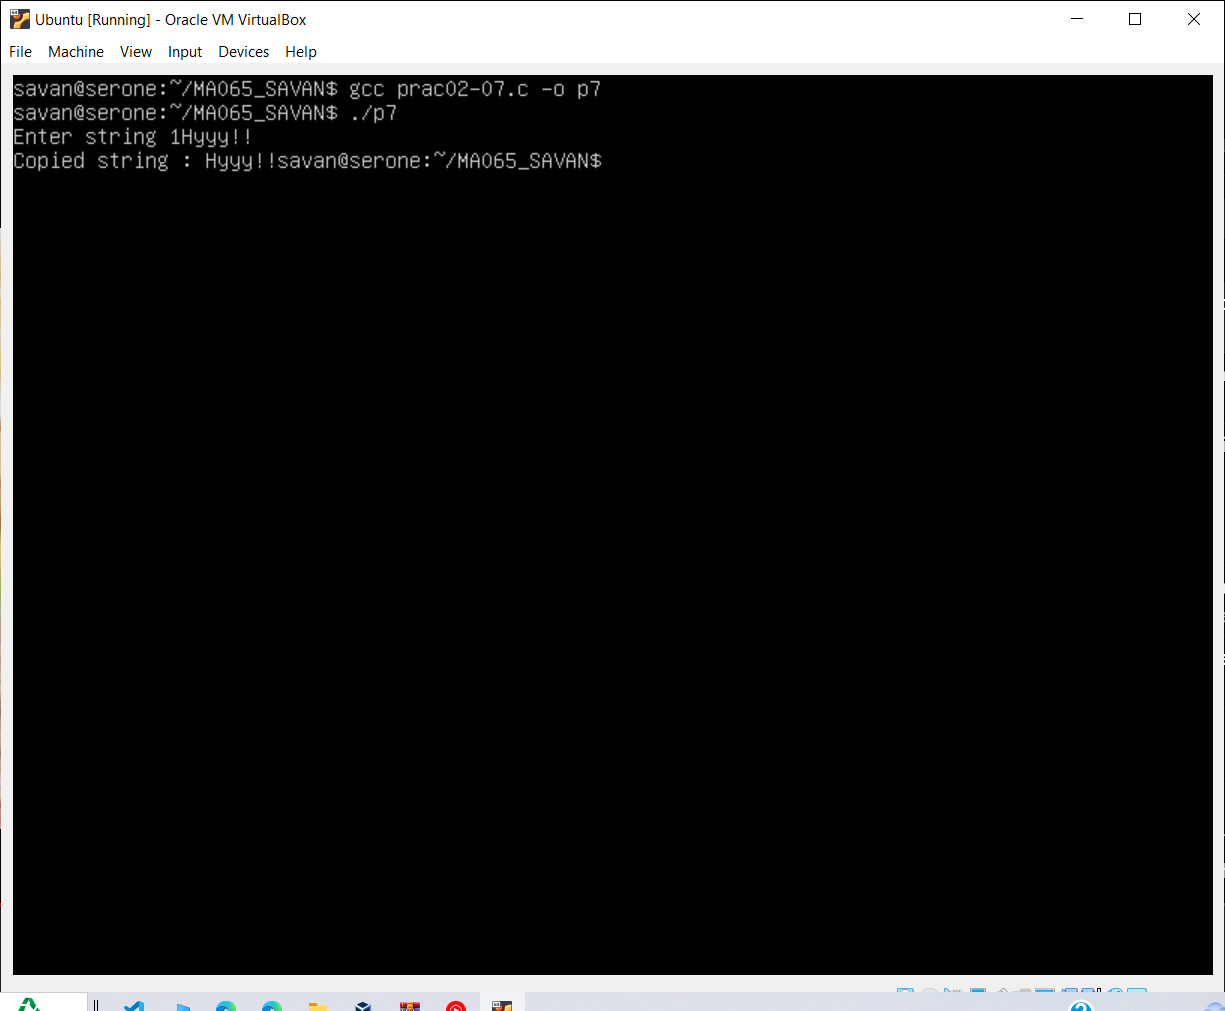 Ubuntu [Running] - Oracle VM VirtualBox
File Machine View Input Devices Help
savan@serone:~/MA065_SAVAN$ gcc prac02-07.c -o p7
savan@serone:~/MA065_SAVAN$ ./p7
Enter string 1Hyyy!!
Copied string : Hyyy!!savan@serone:~/MA065_SAVAN$